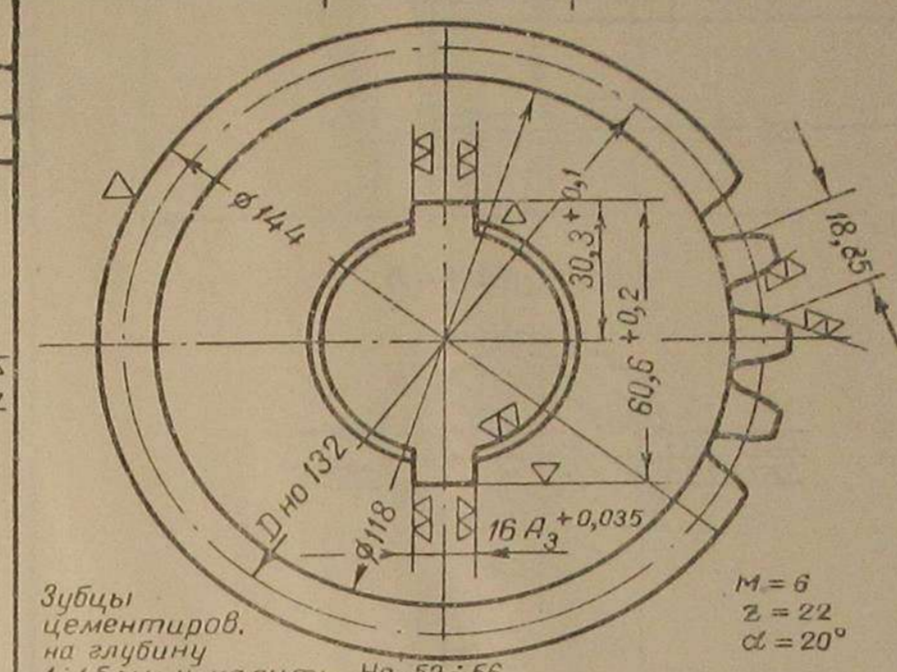 ø144
30,3 +0,1
60,6 +0,2
18,85
D но 132
ø118
16 A₃ +0,035
Зубцы
цементиров.
на глубину
M = 6
z = 22
α = 20°